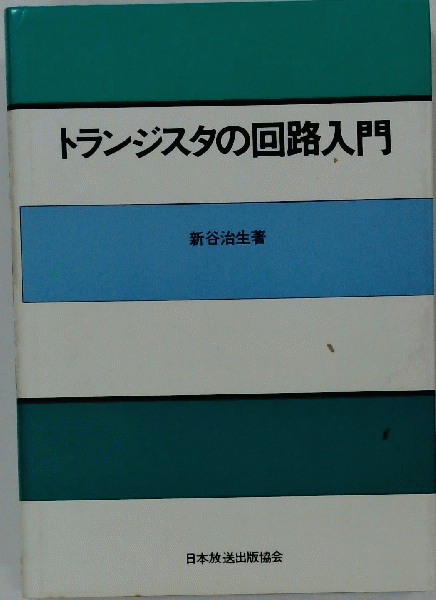 トランジスタの回路入門
新谷治生著
日本放送出版協会